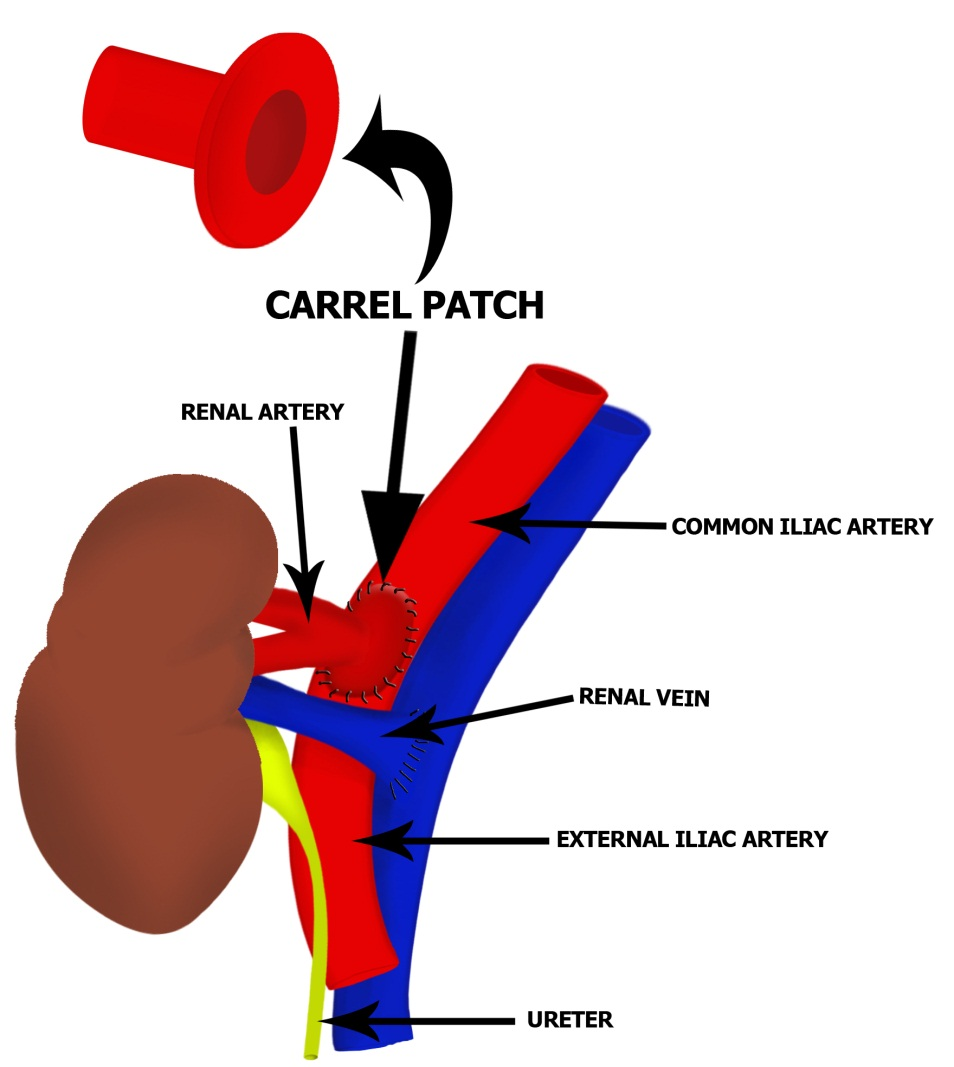 CARREL PATCH
RENAL ARTERY
COMMON ILIAC ARTERY
RENAL VEIN
EXTERNAL ILIAC ARTERY
URETER